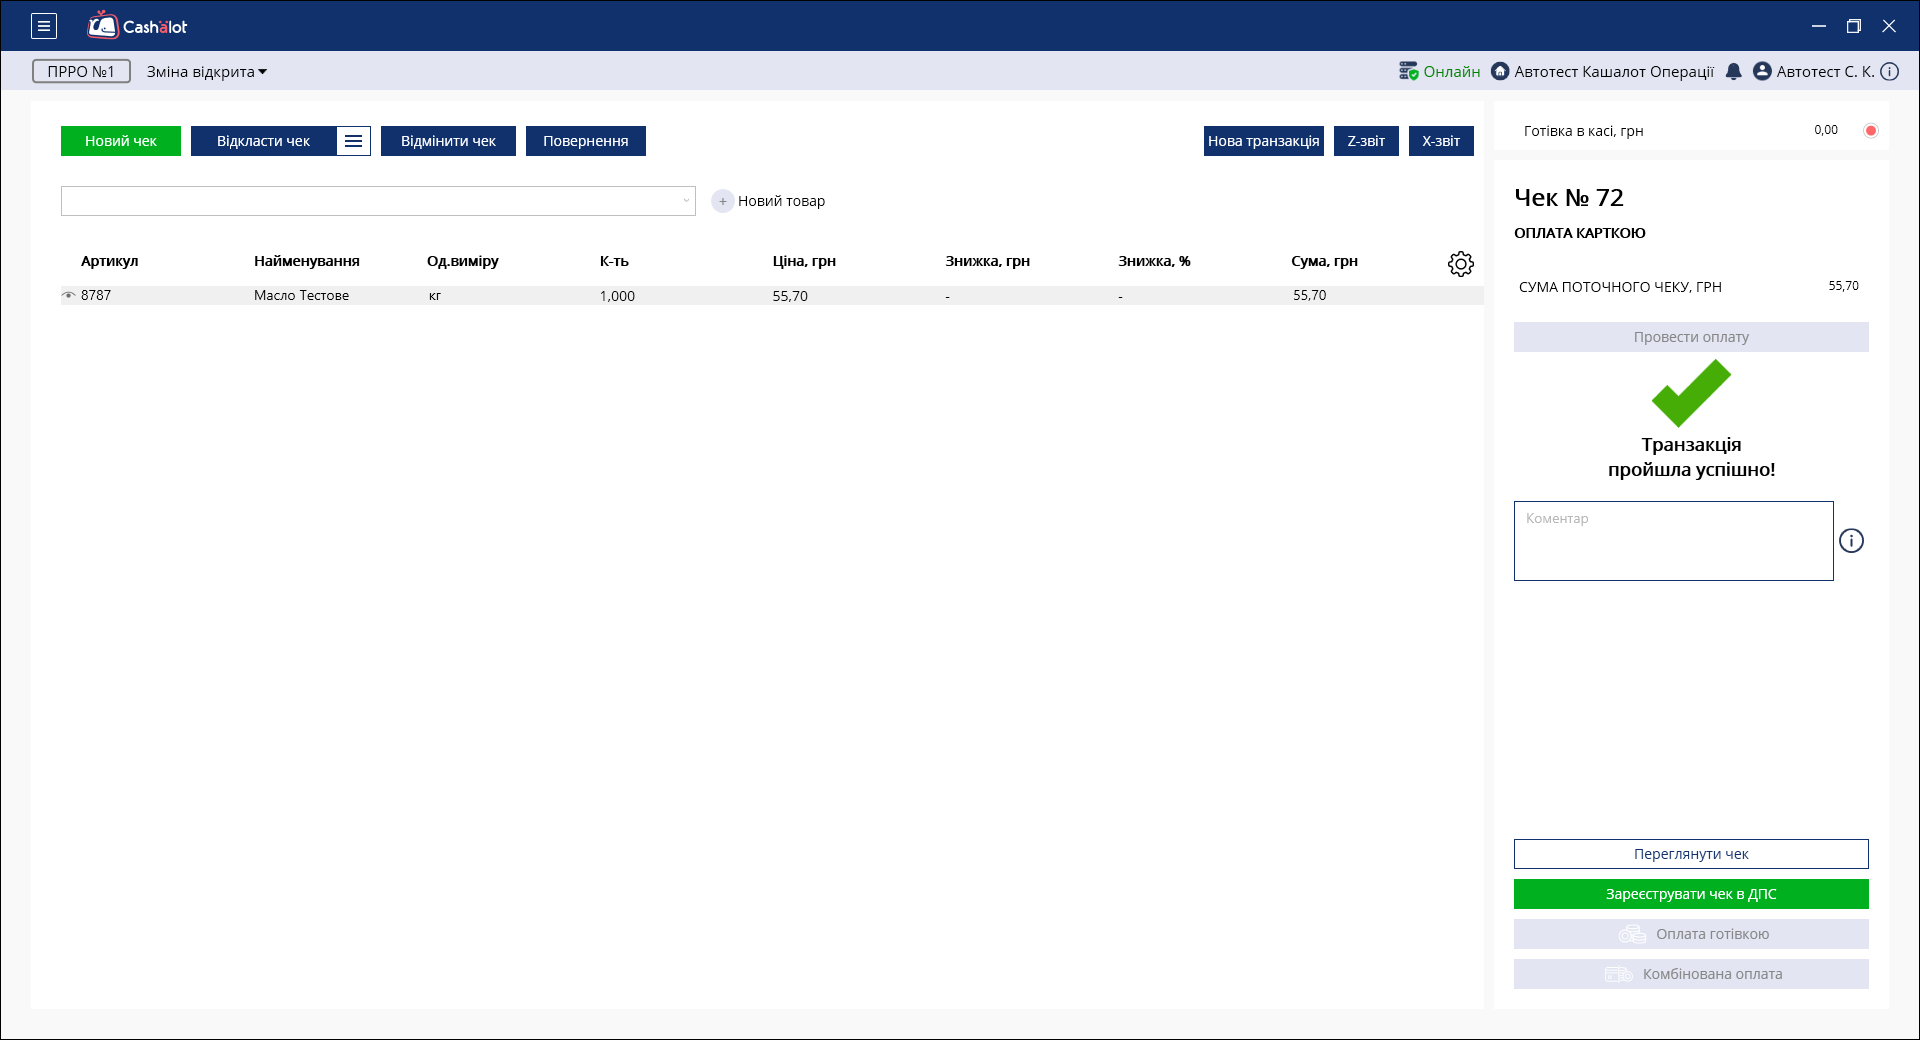 Cashalot
ПРРО №1 Зміна відкрита Онлайн Автотест Кашалот Операції Автотест С. К.
Новий чек Відкласти чек Відмінити чек Повернення Нова транзакція Z-звіт X-звіт
Готівка в касі, грн 0,00
+ Новий товар
Чек № 72
ОПЛАТА КАРТКОЮ
Артикул Найменування Од.виміру К-ть Ціна, грн Знижка, грн Знижка, % Сума, грн
8787 Масло Тестове кг 1,000 55,70 - - 55,70
СУМА ПОТОЧНОГО ЧЕКУ, ГРН 55,70
Провести оплату
Транзакція
пройшла успішно!
Коментар
Переглянути чек
Зареєструвати чек в ДПС
Оплата готівкою
Комбінована оплата